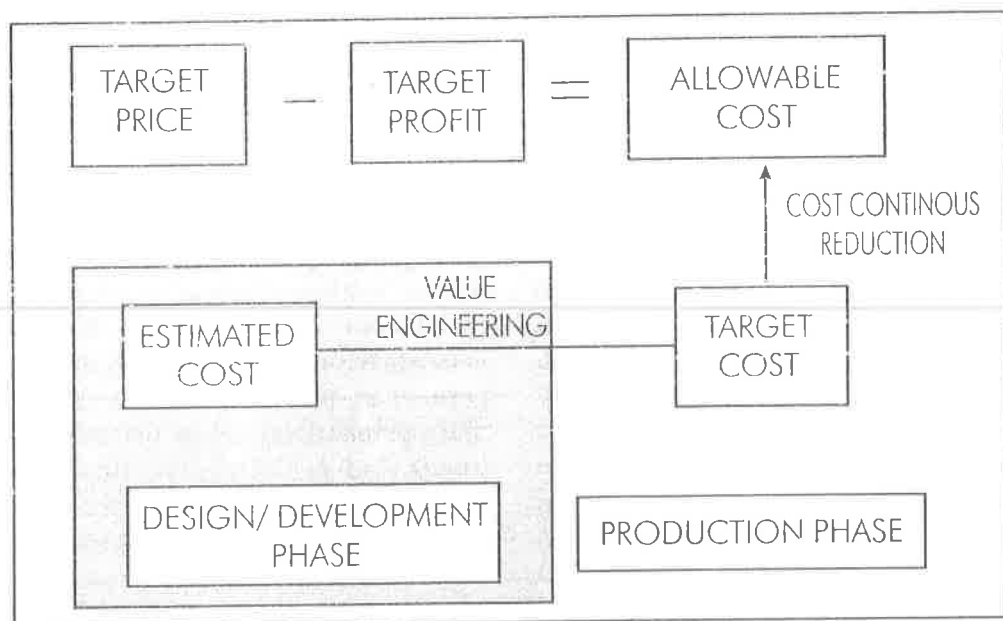 TARGET
PRICE
—
TARGET
PROFIT
=
ALLOWABLE
COST
COST CONTINOUS
REDUCTION
VALUE
ENGINEERING
ESTIMATED
COST
TARGET
COST
DESIGN/ DEVELOPMENT
PHASE
PRODUCTION PHASE